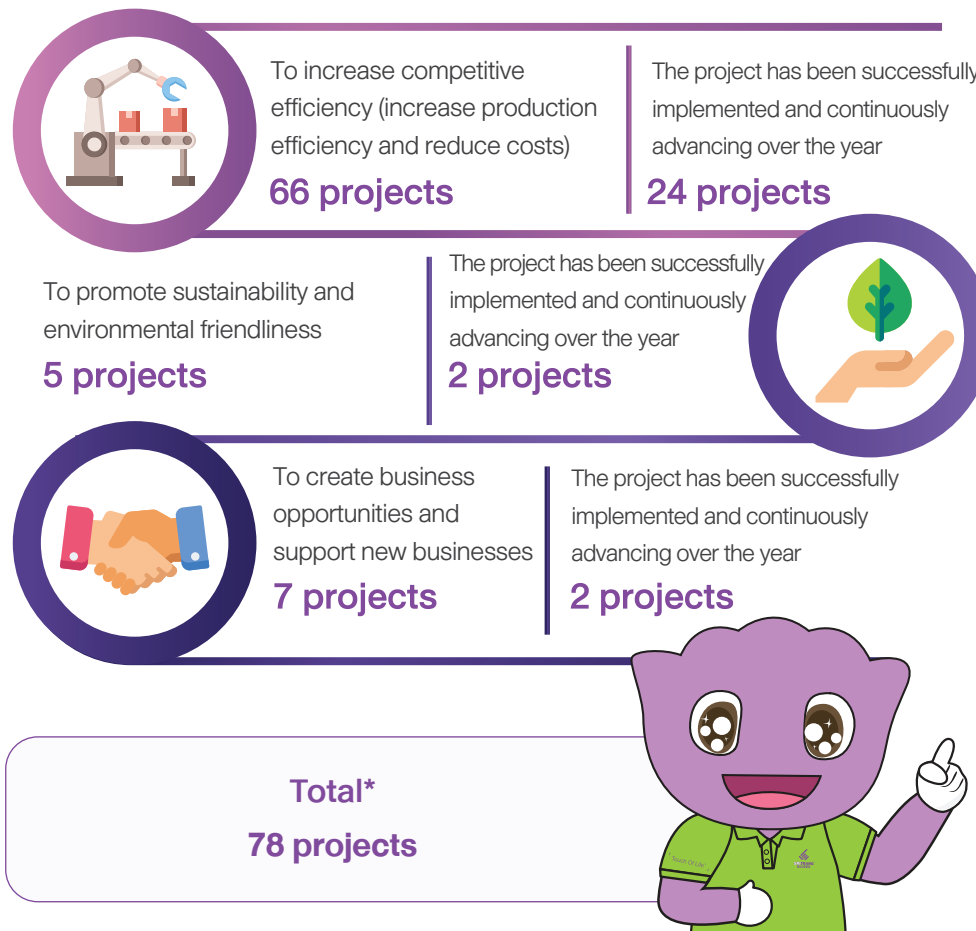 To increase competitive
efficiency (increase production
efficiency and reduce costs)
66 projects
The project has been successfully
implemented and continuously
advancing over the year
24 projects
To promote sustainability and
environmental friendliness
5 projects
The project has been successfully
implemented and continuously
advancing over the year
2 projects
To create business
opportunities and
support new businesses
7 projects
The project has been successfully
implemented and continuously
advancing over the year
2 projects
Total*
78 projects
Touch Of Life